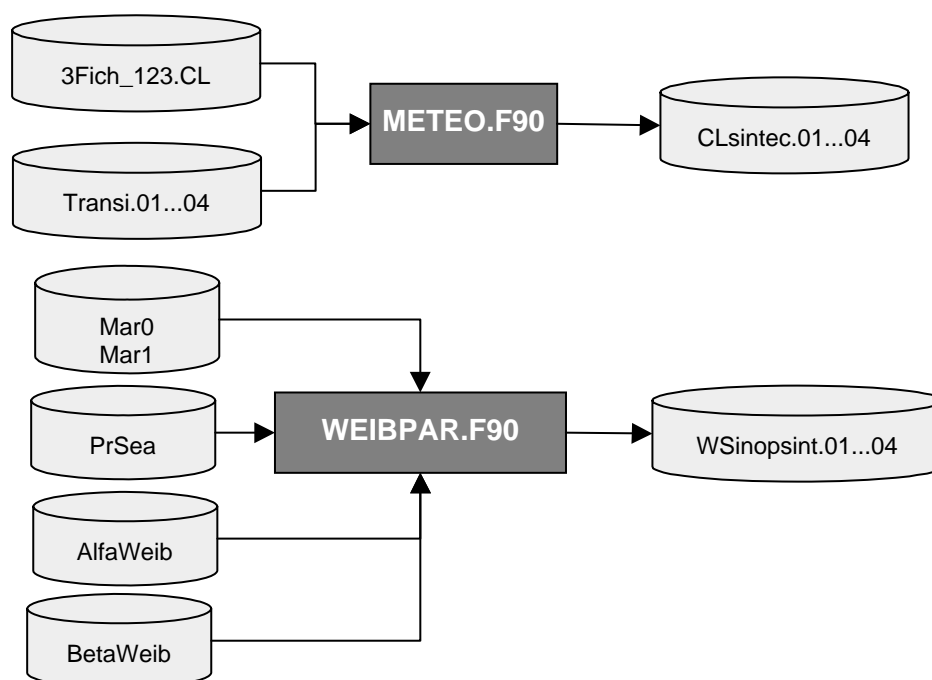 3Fich_123.CL
METEO.F90
CLsintec.01...04
Transi.01...04
Mar0
Mar1
PrSea
WEIBPAR.F90
WSinopsint.01...04
AlfaWeib
BetaWeib